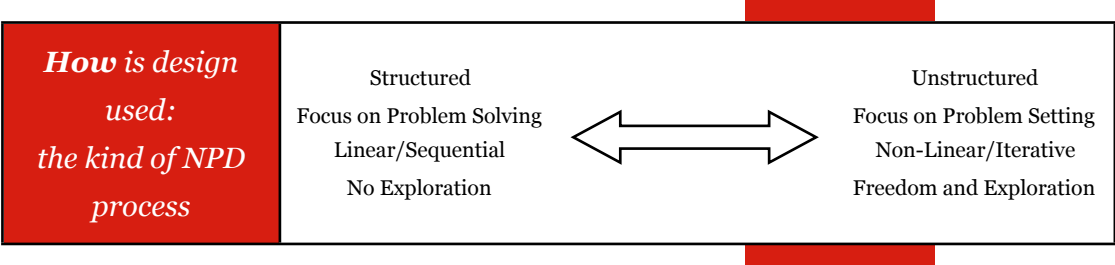 How is design
used:
the kind of NPD
process
Structured
Focus on Problem Solving
Linear/Sequential
No Exploration
Unstructured
Focus on Problem Setting
Non-Linear/Iterative
Freedom and Exploration